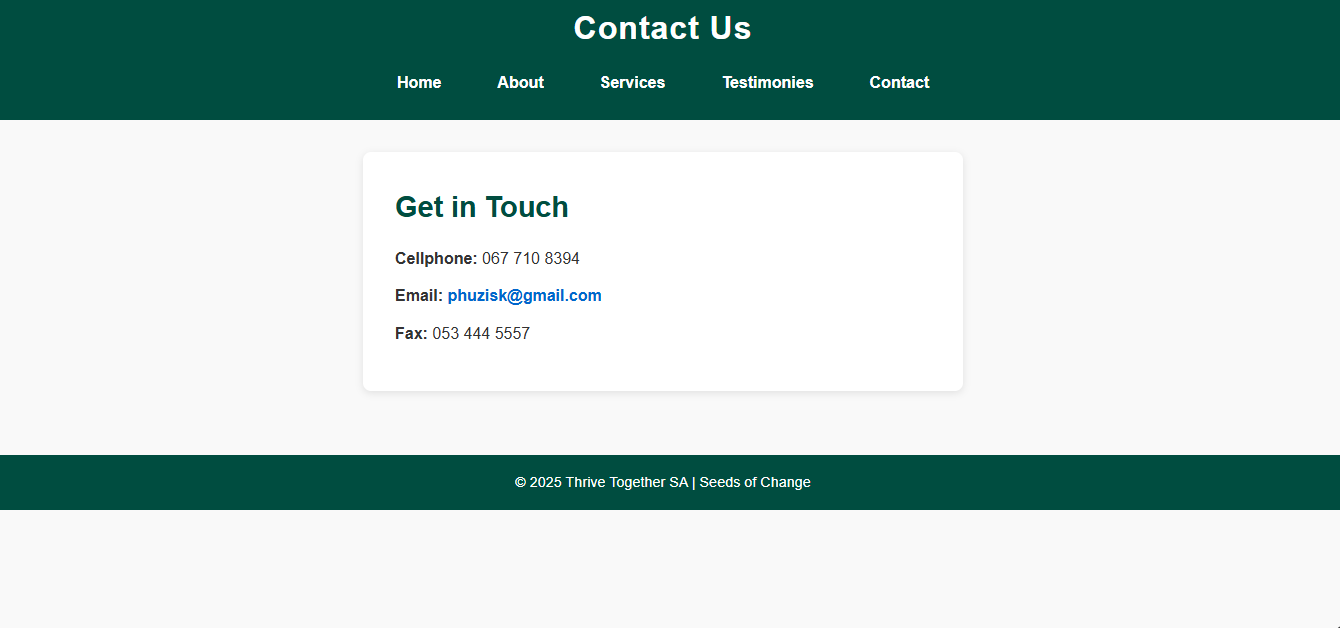 Contact Us
Home About Services Testimonies Contact
Get in Touch
Cellphone: 067 710 8394
Email: phuzisk@gmail.com
Fax: 053 444 5557
© 2025 Thrive Together SA | Seeds of Change